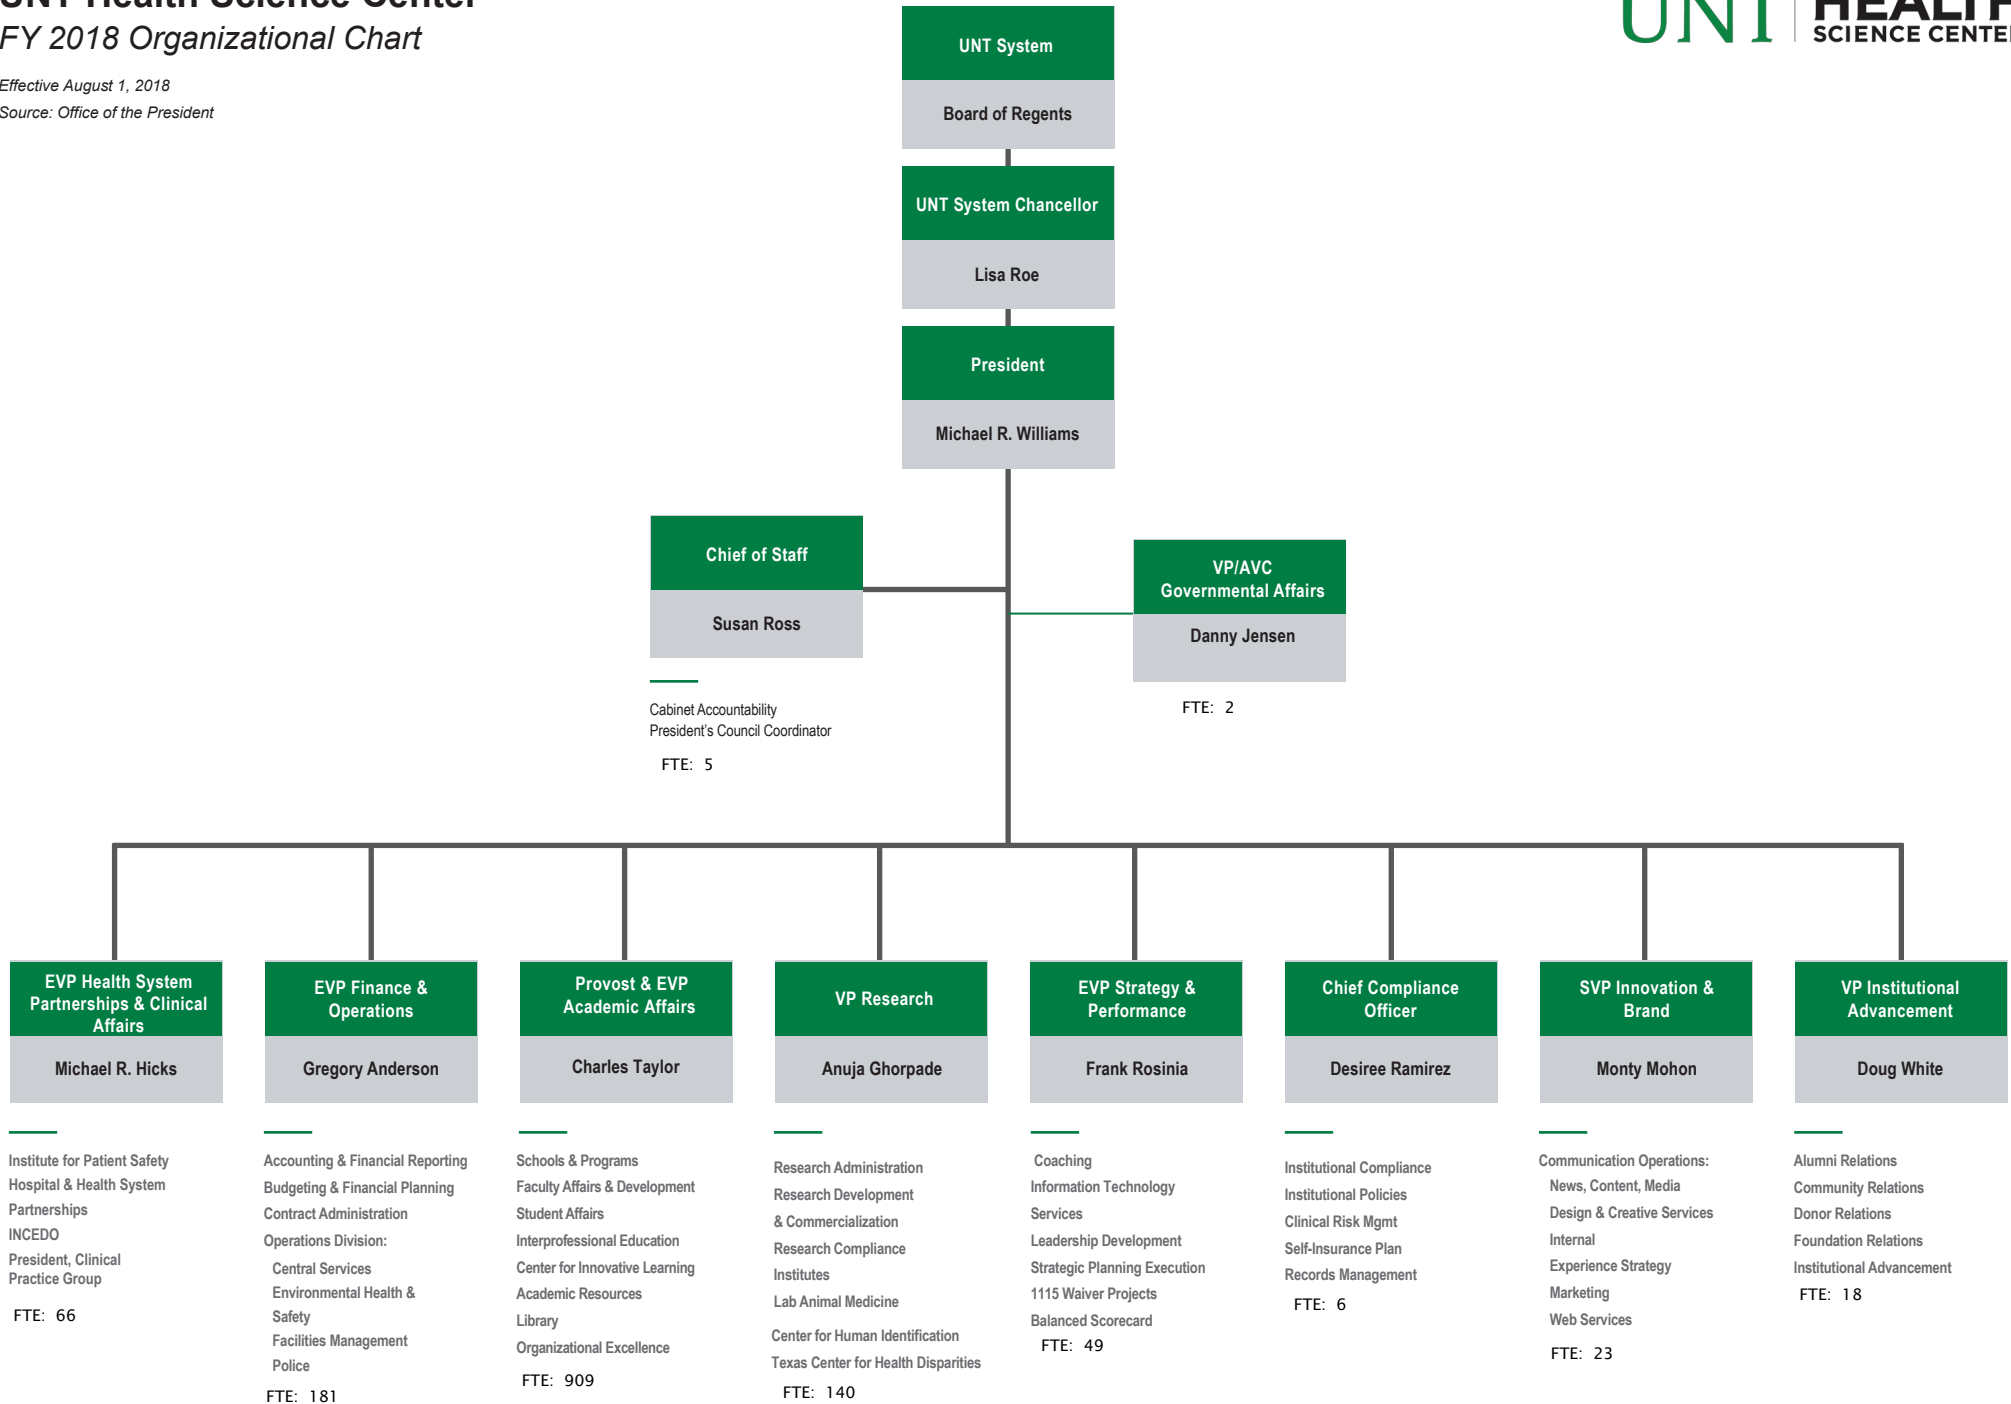 UNT Health Science Center
FY 2018 Organizational Chart
Effective August 1, 2018
Source: Office of the President
UNT
HEALTH
SCIENCE CENTER
UNT System
Board of Regents
UNT System Chancellor
Lisa Roe
President
Michael R. Williams
Chief of Staff
Susan Ross
Cabinet Accountability
President's Council Coordinator
FTE: 5
VP/AVC
Governmental Affairs
Danny Jensen
FTE: 2
EVP Health System
Partnerships & Clinical
Affairs
Michael R. Hicks
Institute for Patient Safety
Hospital & Health System
Partnerships
INCEDO
President, Clinical
Practice Group
FTE: 66
EVP Finance &
Operations
Gregory Anderson
Accounting & Financial Reporting
Budgeting & Financial Planning
Contract Administration
Operations Division:
Central Services
Environmental Health &
Safety
Facilities Management
Police
FTE: 181
Provost & EVP
Academic Affairs
Charles Taylor
Schools & Programs
Faculty Affairs & Development
Student Affairs
Interprofessional Education
Center for Innovative Learning
Academic Resources
Library
Organizational Excellence
FTE: 909
VP Research
Anuja Ghorpade
Research Administration
Research Development
& Commercialization
Research Compliance
Institutes
Lab Animal Medicine
Center for Human Identification
Texas Center for Health Disparities
FTE: 140
EVP Strategy &
Performance
Frank Rosinia
Coaching
Information Technology
Services
Leadership Development
Strategic Planning Execution
1115 Waiver Projects
Balanced Scorecard
FTE: 49
Chief Compliance
Officer
Desiree Ramirez
Institutional Compliance
Institutional Policies
Clinical Risk Mgmt
Self-Insurance Plan
Records Management
FTE: 6
SVP Innovation &
Brand
Monty Mohon
Communication Operations:
News, Content, Media
Design & Creative Services
Internal
Experience Strategy
Marketing
Web Services
FTE: 23
VP Institutional
Advancement
Doug White
Alumni Relations
Community Relations
Donor Relations
Foundation Relations
Institutional Advancement
FTE: 18